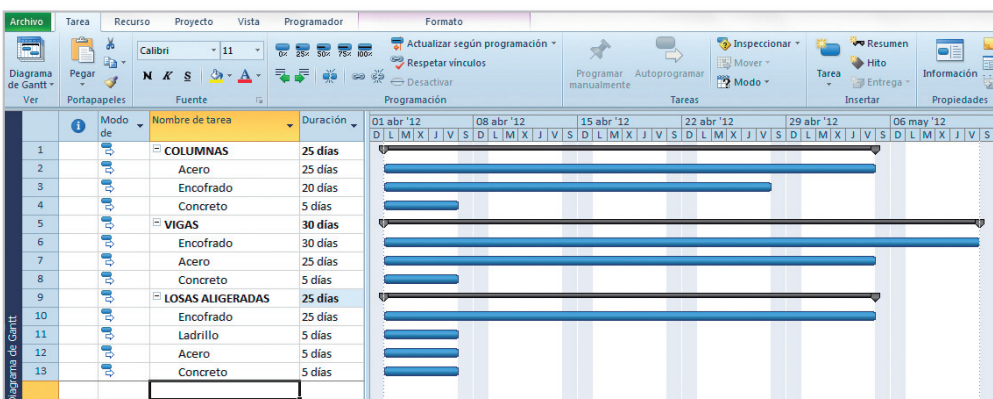 Archivo Tarea Recurso Proyecto Vista Programador Formato
Calibri 11
0% 25% 50% 75% 100%
Actualizar según programación
Respetar vínculos
Desactivar
N K S A
Diagrama de Gantt
Pegar
Programar manualmente
Autoprogramar
Inspeccionar
Mover
Modo
Tarea
Resumen
Hito
Entrega
Información
Ver Portapapeles Fuente Programación Tareas Insertar Propiedades
Modo de Nombre de tarea Duración
01 abr '12 08 abr '12 15 abr '12 22 abr '12 29 abr '12 06 may '12
D L M X J V S D L M X J V S D L M X J V S D L M X J V S D L M X J V S D L M X J V S
1 COLUMNAS 25 días
2 Acero 25 días
3 Encofrado 20 días
4 Concreto 5 días
5 VIGAS 30 días
6 Encofrado 30 días
7 Acero 25 días
8 Concreto 5 días
9 LOSAS ALIGERADAS 25 días
10 Encofrado 25 días
11 Ladrillo 5 días
12 Acero 5 días
13 Concreto 5 días
Diagrama de Gantt